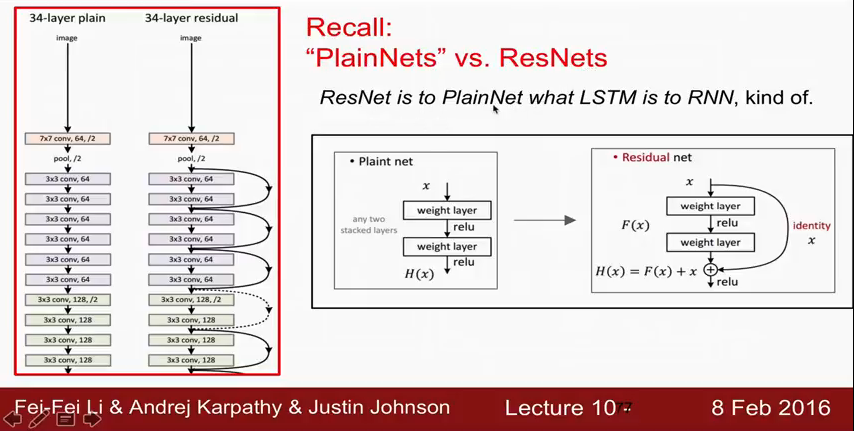 34-layer plain
34-layer residual
image
image
7x7 conv, 64, /2
7x7 conv, 64, /2
pool, /2
pool, /2
3x3 conv, 64
3x3 conv, 64
3x3 conv, 64
3x3 conv, 64
3x3 conv, 64
3x3 conv, 64
3x3 conv, 64
3x3 conv, 64
3x3 conv, 64
3x3 conv, 64
3x3 conv, 64
3x3 conv, 64
3x3 conv, 128, /2
3x3 conv, 128, /2
3x3 conv, 128
3x3 conv, 128
3x3 conv, 128
3x3 conv, 128
3x3 conv, 128
3x3 conv, 128
Recall:
“PlainNets” vs. ResNets
ResNet is to PlainNet what LSTM is to RNN, kind of.
• Plaint net
x
weight layer
any two
stacked layers
relu
weight layer
relu
H(x)
• Residual net
x
weight layer
F(x)
relu
identity
x
weight layer
H(x) = F(x) + x
relu
Fei-Fei Li & Andrej Karpathy & Justin Johnson
Lecture 10 - 77
8 Feb 2016